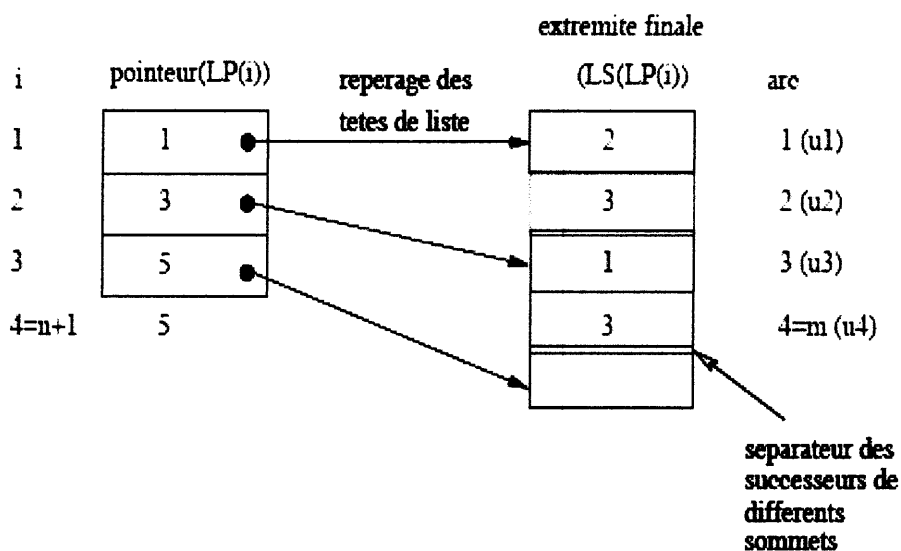 extremite finale
i pointeur(LP(i)) reperage des (LS(LP(i)) arc
tetes de liste
1 1 2 1 (u1)
3 2 (u2)
2 3
3 5 1 3 (u3)
4=n+1 5 3 4=m (u4)
separateur des
successeurs de
differents
sommets